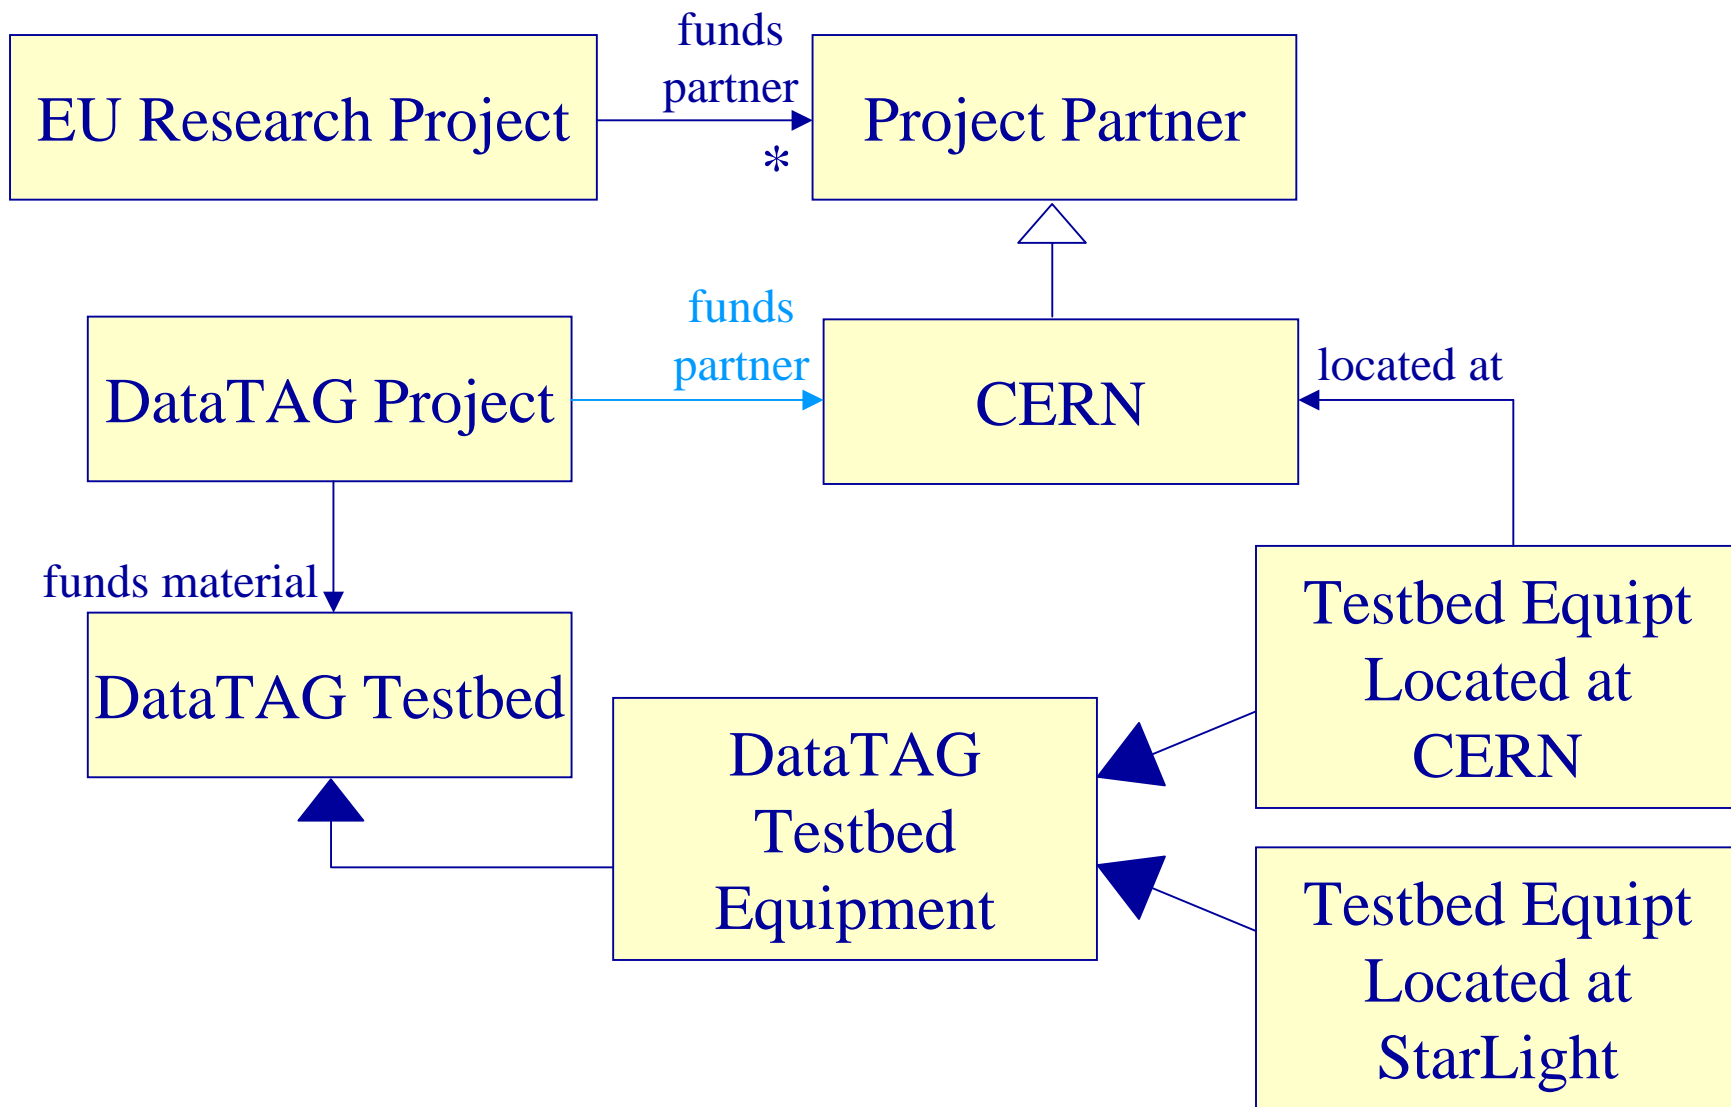 funds
partner
EU Research Project
Project Partner
*
funds
partner
DataTAG Project
CERN
located at
funds material
DataTAG Testbed
Testbed Equipt
Located at
CERN
DataTAG
Testbed
Equipment
Testbed Equipt
Located at
StarLight